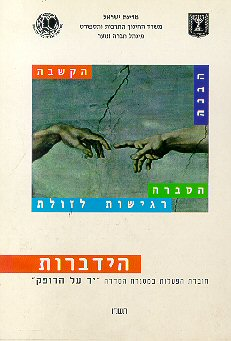 מדינת ישראל
משרד החינוך התרבות והספורט
מינהל חברה ונוער
הקשבה
הבנה
הסברה
רגישות לזולת
הידברות
חוברת הפעלות במסגרת הסדרה "יד על הדופק"